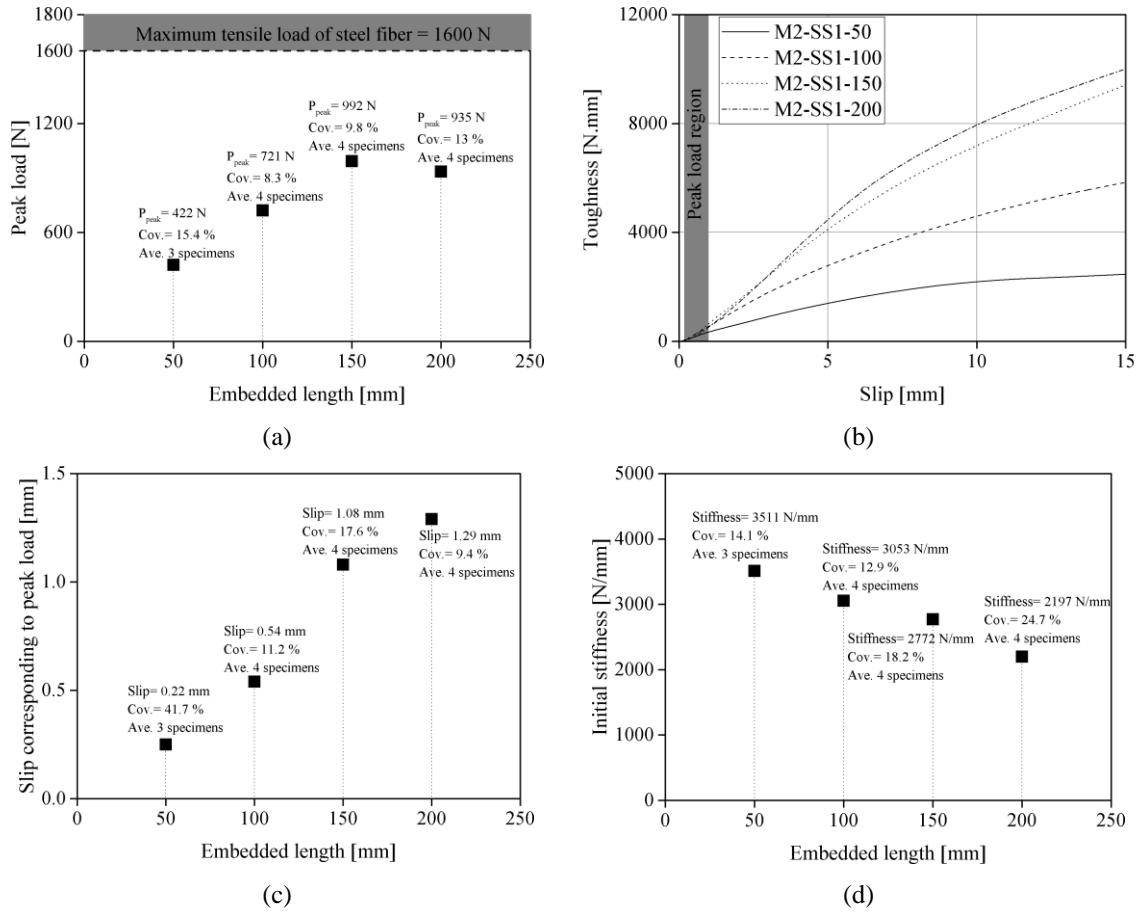 1800
1600
1200
600
0
Peak load [N]
Maximum tensile load of steel fiber = 1600 N
P_peak= 422 N
Cov.= 15.4 %
Ave. 3 specimens
P_peak= 721 N
Cov.= 8.3 %
Ave. 4 specimens
P_peak= 992 N
Cov.= 9.8 %
Ave. 4 specimens
P_peak= 935 N
Cov.= 13 %
Ave. 4 specimens
0 50 100 150 200 250
Embedded length [mm]
(a)
12000
8000
4000
0
Toughness [N.mm]
Peak load region
M2-SS1-50
M2-SS1-100
M2-SS1-150
M2-SS1-200
0 5 10 15
Slip [mm]
(b)
1.5
1.0
0.5
0.0
Slip corresponding to peak load [mm]
Slip= 0.22 mm
Cov.= 41.7 %
Ave. 3 specimens
Slip= 0.54 mm
Cov.= 11.2 %
Ave. 4 specimens
Slip= 1.08 mm
Cov.= 17.6 %
Ave. 4 specimens
Slip= 1.29 mm
Cov.= 9.4 %
Ave. 4 specimens
0 50 100 150 200 250
Embedded length [mm]
(c)
5000
4000
3000
2000
1000
0
Initial stiffness [N/mm]
Stiffness= 3511 N/mm
Cov.= 14.1 %
Ave. 3 specimens
Stiffness= 3053 N/mm
Cov.= 12.9 %
Ave. 4 specimens
Stiffness= 2772 N/mm
Cov.= 18.2 %
Ave. 4 specimens
Stiffness= 2197 N/mm
Cov.= 24.7 %
Ave. 4 specimens
0 50 100 150 200 250
Embedded length [mm]
(d)